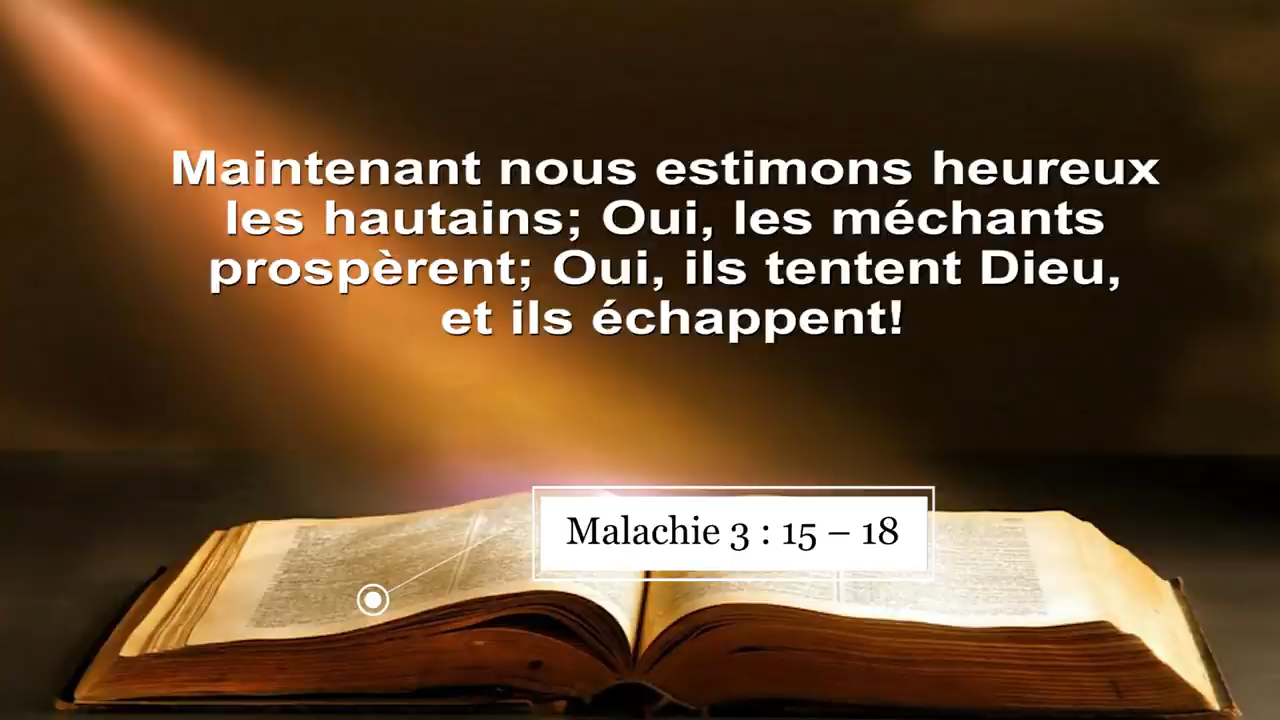 Maintenant nous estimons heureux
les hautains; Oui, les méchants
prospèrent; Oui, ils tentent Dieu,
et ils échappent!
Malachie 3 : 15 – 18